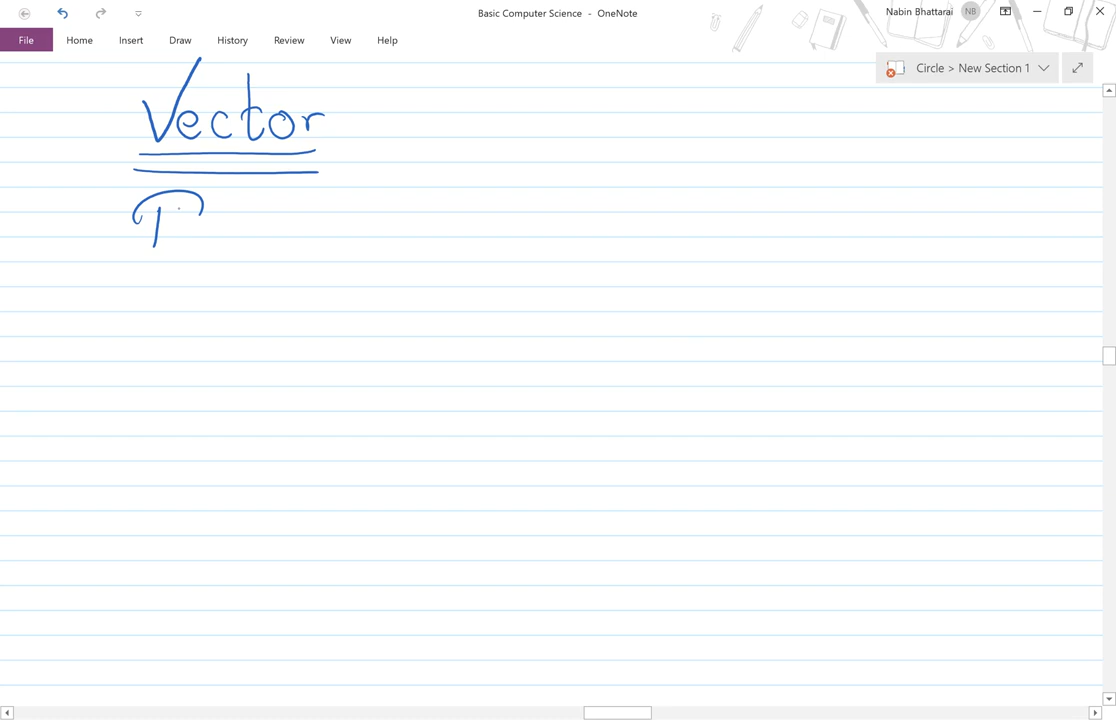 Basic Computer Science - OneNote
Nabin Bhattarai NB
File Home Insert Draw History Review View Help
Circle > New Section 1
Vector